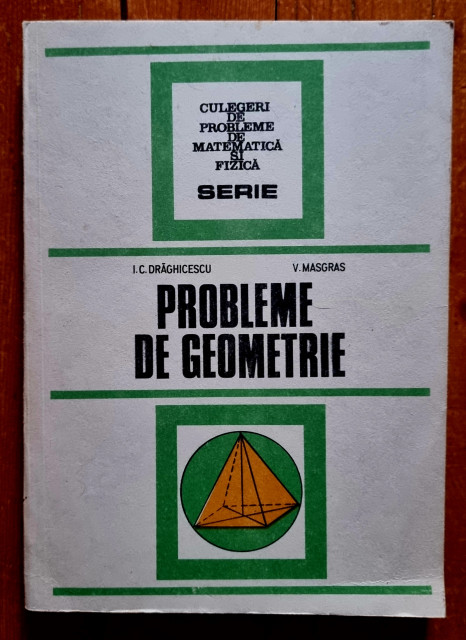 CULEGERI
DE
PROBLEME
DE
MATEMATICĂ
ȘI
FIZICĂ
SERIE
I.C. DRĂGHICESCU V. MASGRAS
PROBLEME
DE GEOMETRIE